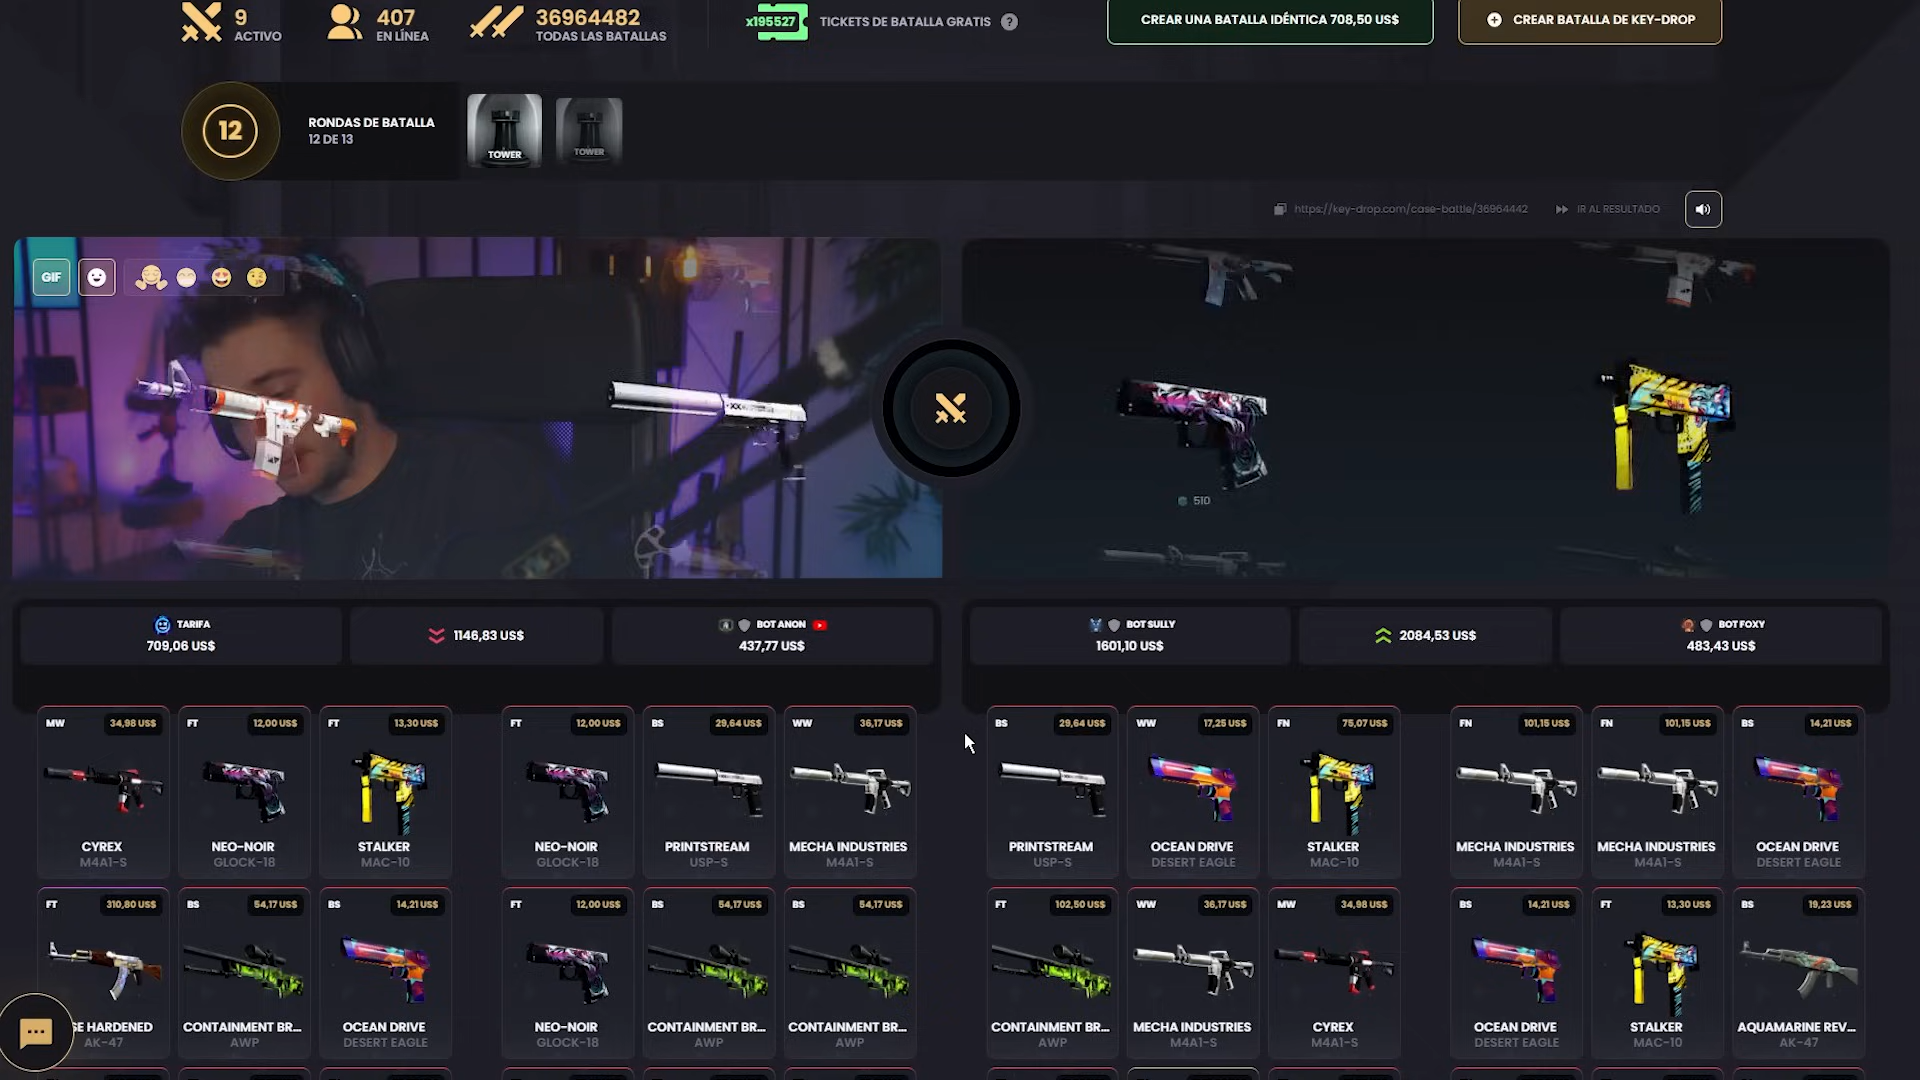 9
ACTIVO
407
EN LÍNEA
36964482
TODAS LAS BATALLAS
x195527
TICKETS DE BATALLA GRATIS ?
CREAR UNA BATALLA IDÉNTICA 708,50 US$
CREAR BATALLA DE KEY-DROP
12
RONDAS DE BATALLA
12 DE 13
TOWER
TOWER
https://key-drop.com/case-battle/36964442
IR AL RESULTADO
GIF
510
TARIFA
709,06 US$
1146,83 US$
BOT ANON
437,77 US$
BOT SULLY
1601,10 US$
2084,53 US$
BOT FOXY
483,43 US$
MW 34,98 US$
CYREX
M4A1-S
FT 12,00 US$
NEO-NOIR
GLOCK-18
FT 13,30 US$
STALKER
MAC-10
FT 12,00 US$
NEO-NOIR
GLOCK-18
BS 29,64 US$
PRINTSTREAM
USP-S
WW 36,17 US$
MECHA INDUSTRIES
M4A1-S
BS 29,64 US$
PRINTSTREAM
USP-S
WW 17,25 US$
OCEAN DRIVE
DESERT EAGLE
FN 75,07 US$
STALKER
MAC-10
FN 101,15 US$
MECHA INDUSTRIES
M4A1-S
FN 101,15 US$
MECHA INDUSTRIES
M4A1-S
BS 14,21 US$
OCEAN DRIVE
DESERT EAGLE
FT 310,80 US$
SE HARDENED
AK-47
BS 54,17 US$
CONTAINMENT BR...
AWP
BS 14,21 US$
OCEAN DRIVE
DESERT EAGLE
FT 12,00 US$
NEO-NOIR
GLOCK-18
BS 54,17 US$
CONTAINMENT BR...
AWP
BS 54,17 US$
CONTAINMENT BR...
AWP
FT 102,50 US$
CONTAINMENT BR...
AWP
WW 36,17 US$
MECHA INDUSTRIES
M4A1-S
MW 34,98 US$
CYREX
M4A1-S
BS 14,21 US$
OCEAN DRIVE
DESERT EAGLE
FT 13,30 US$
STALKER
MAC-10
BS 19,23 US$
AQUAMARINE REV...
AK-47